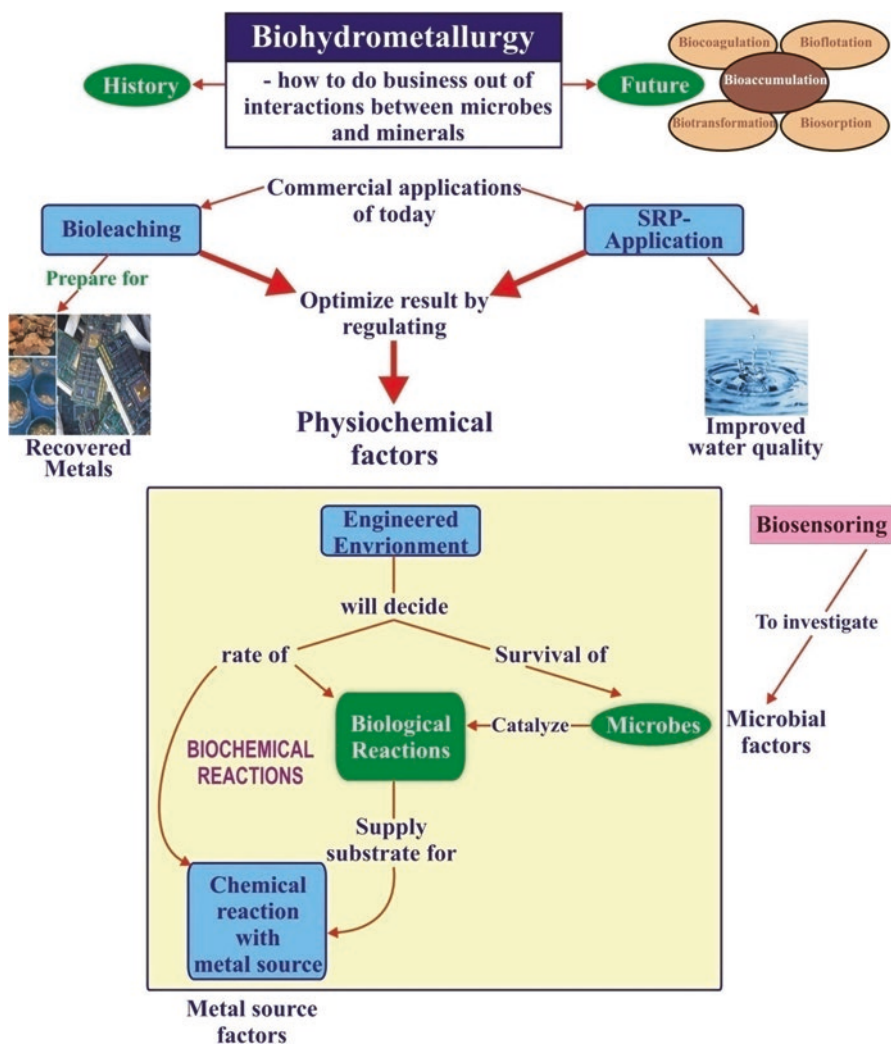 Biohydrometallurgy
- how to do business out of
interactions between microbes
and minerals
History
Future
Biocoagulation
Bioflotation
Bioaccumulation
Biotransformation
Biosorption
Commercial applications
of today
Bioleaching
SRP-
Application
Prepare for
Optimize result by
regulating
Recovered
Metals
Improved
water quality
Physiochemical
factors
Engineered
Envrionment
will decide
rate of
Survival of
Biological
Reactions
Catalyze
Microbes
BIOCHEMICAL
REACTIONS
Supply
substrate for
Chemical
reaction
with
metal source
Metal source
factors
Biosensoring
To investigate
Microbial
factors